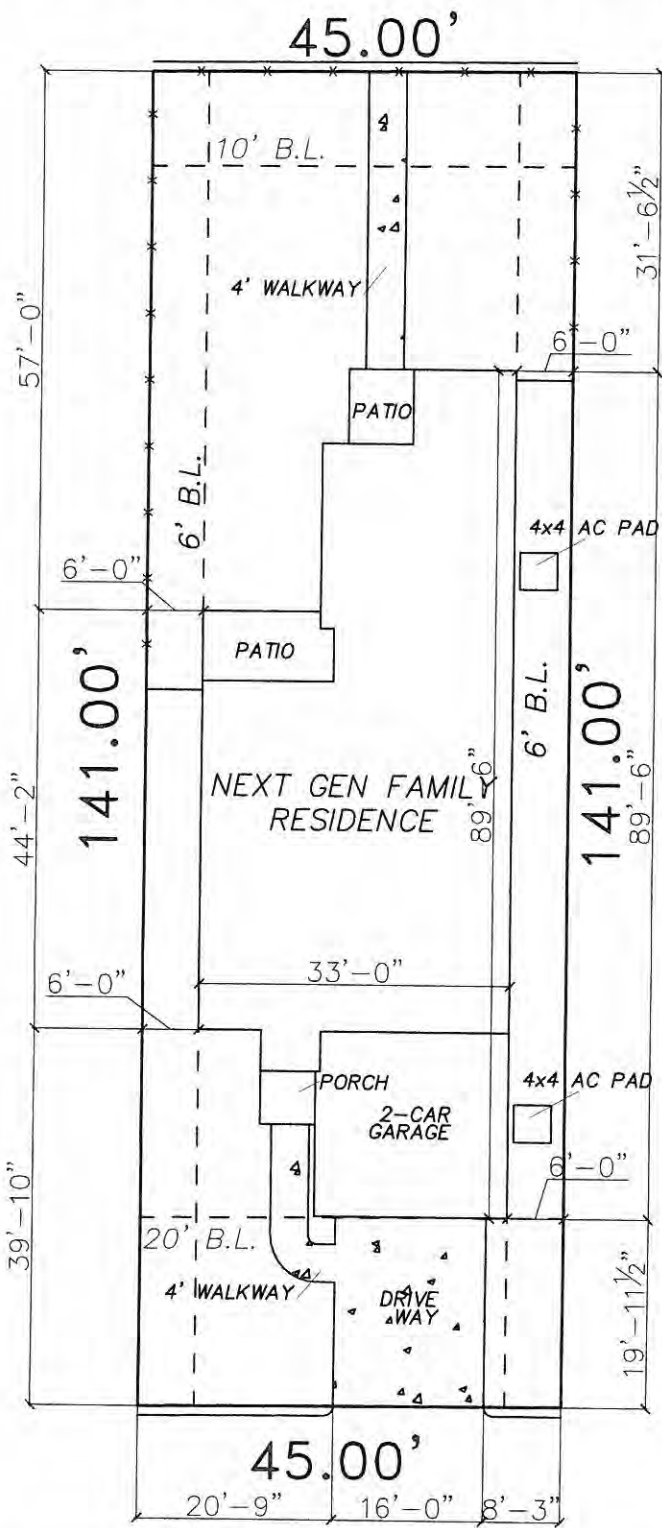 45.00'
10' B.L.
31'-6½"
4' WALKWAY
57'-0"
6'-0"
PATIO
6' B.L.
4x4 AC PAD
6'-0"
PATIO
6' B.L.
141.00'
141.00'
44'-2"
NEXT GEN FAMILY
RESIDENCE
89'-6"
89'-6"
33'-0"
6'-0"
PORCH
4x4 AC PAD
2-CAR
GARAGE
6'-0"
39'-10"
20' B.L.
4' WALKWAY
DRIVE
WAY
19'-11½"
45.00'
20'-9"
16'-0"
8'-3"